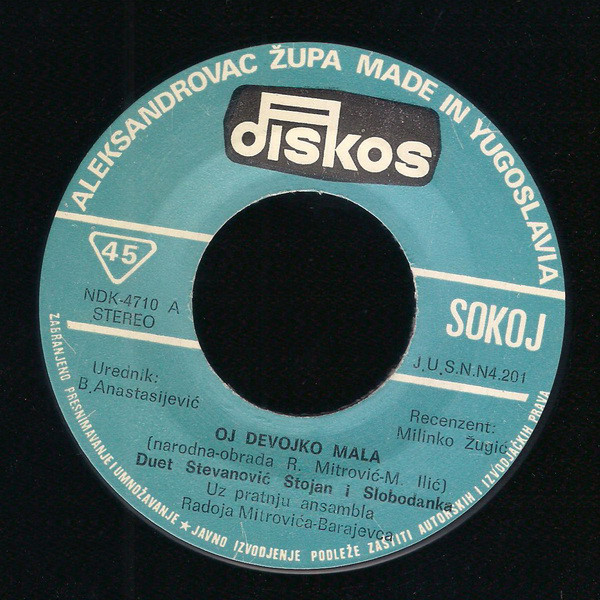 ALEKSANDROVAC ŽUPA MADE IN YUGOSLAVIA
diskos
45
NDK-4710 A
STEREO
SOKOJ
J.U.S.N.N4.201
Urednik:
B.Anastasijević
Recenzent:
Milinko Žugić
OJ DEVOJKO MALA
(narodna-obrada R. Mitrović-M. Ilić)
Duet Stevanović Stojan i Slobodanka
Uz pratnju ansambla
Radoja Mitrovića-Barajevca
ZABRANJENO PRESNIMAVANJE I UMNOŽAVANJE ★ JAVNO IZVODJENJE PODLEŽE ZAŠTITI AUTORSKIH I IZVODJAČKIH PRAVA